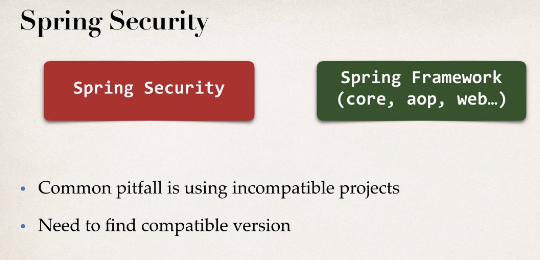 Spring Security
Spring Security
Spring Framework
(core, aop, web…)
• Common pitfall is using incompatible projects
• Need to find compatible version